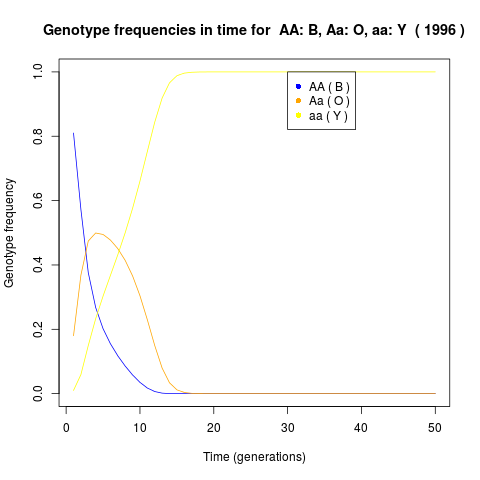 Genotype frequencies in time for  AA: B, Aa: O, aa: Y  ( 1996 )
AA ( B )
Aa ( O )
aa ( Y )
Genotype frequency
1.0
0.8
0.6
0.4
0.2
0.0
0 10 20 30 40 50
Time (generations)